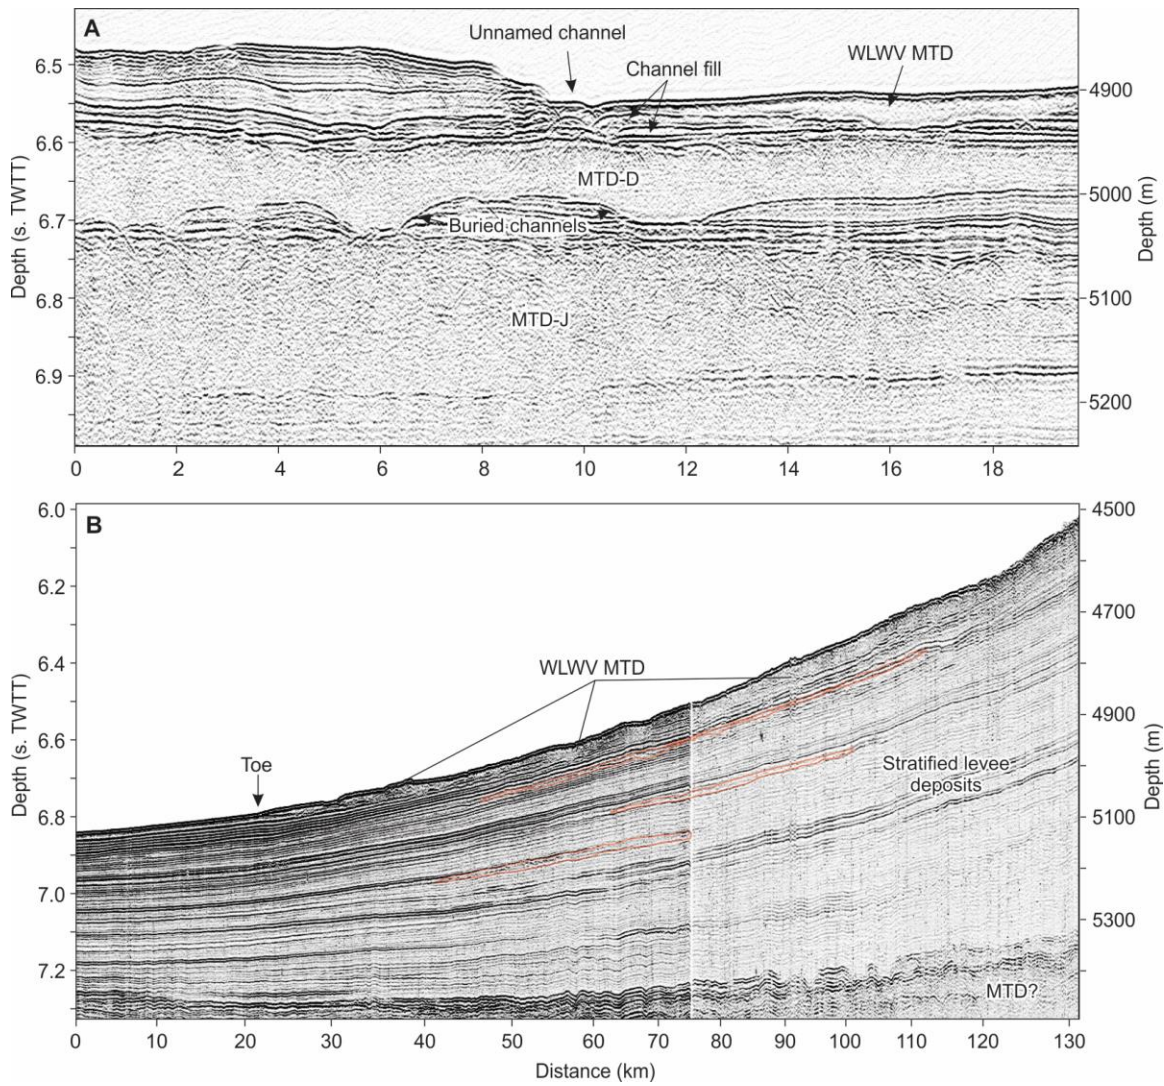 A
Unnamed channel
WLWV MTD
Channel fill
6.5
4900
6.6
MTD-D
5000
6.7
Buried channels
6.8
MTD-J
5100
6.9
5200
Depth (s. TWTT)
Depth (m)
0 2 4 6 8 10 12 14 16 18
B
6.0
4500
6.2
4700
WLWV MTD
6.4
4900
6.6
Toe
Stratified levee
deposits
6.8
5100
7.0
5300
7.2
MTD?
Depth (s. TWTT)
Depth (m)
0 10 20 30 40 50 60 70 80 90 100 110 120 130
Distance (km)